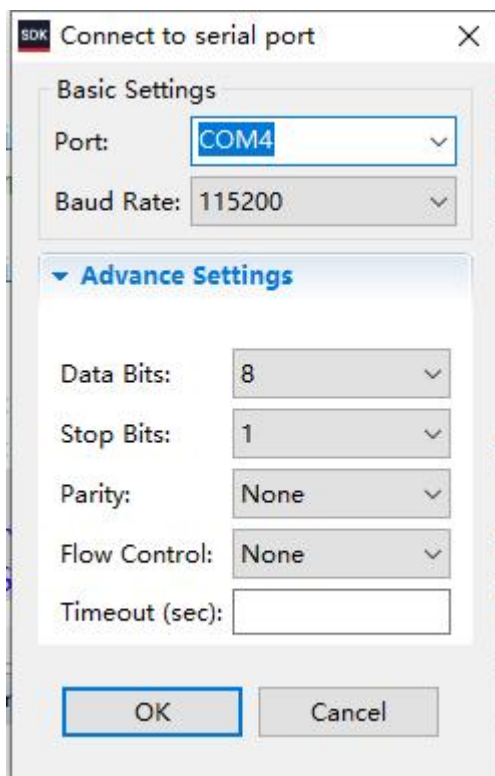 SDK Connect to serial port
Basic Settings
Port: COM4
Baud Rate: 115200
Advance Settings
Data Bits: 8
Stop Bits: 1
Parity: None
Flow Control: None
Timeout (sec):
OK Cancel